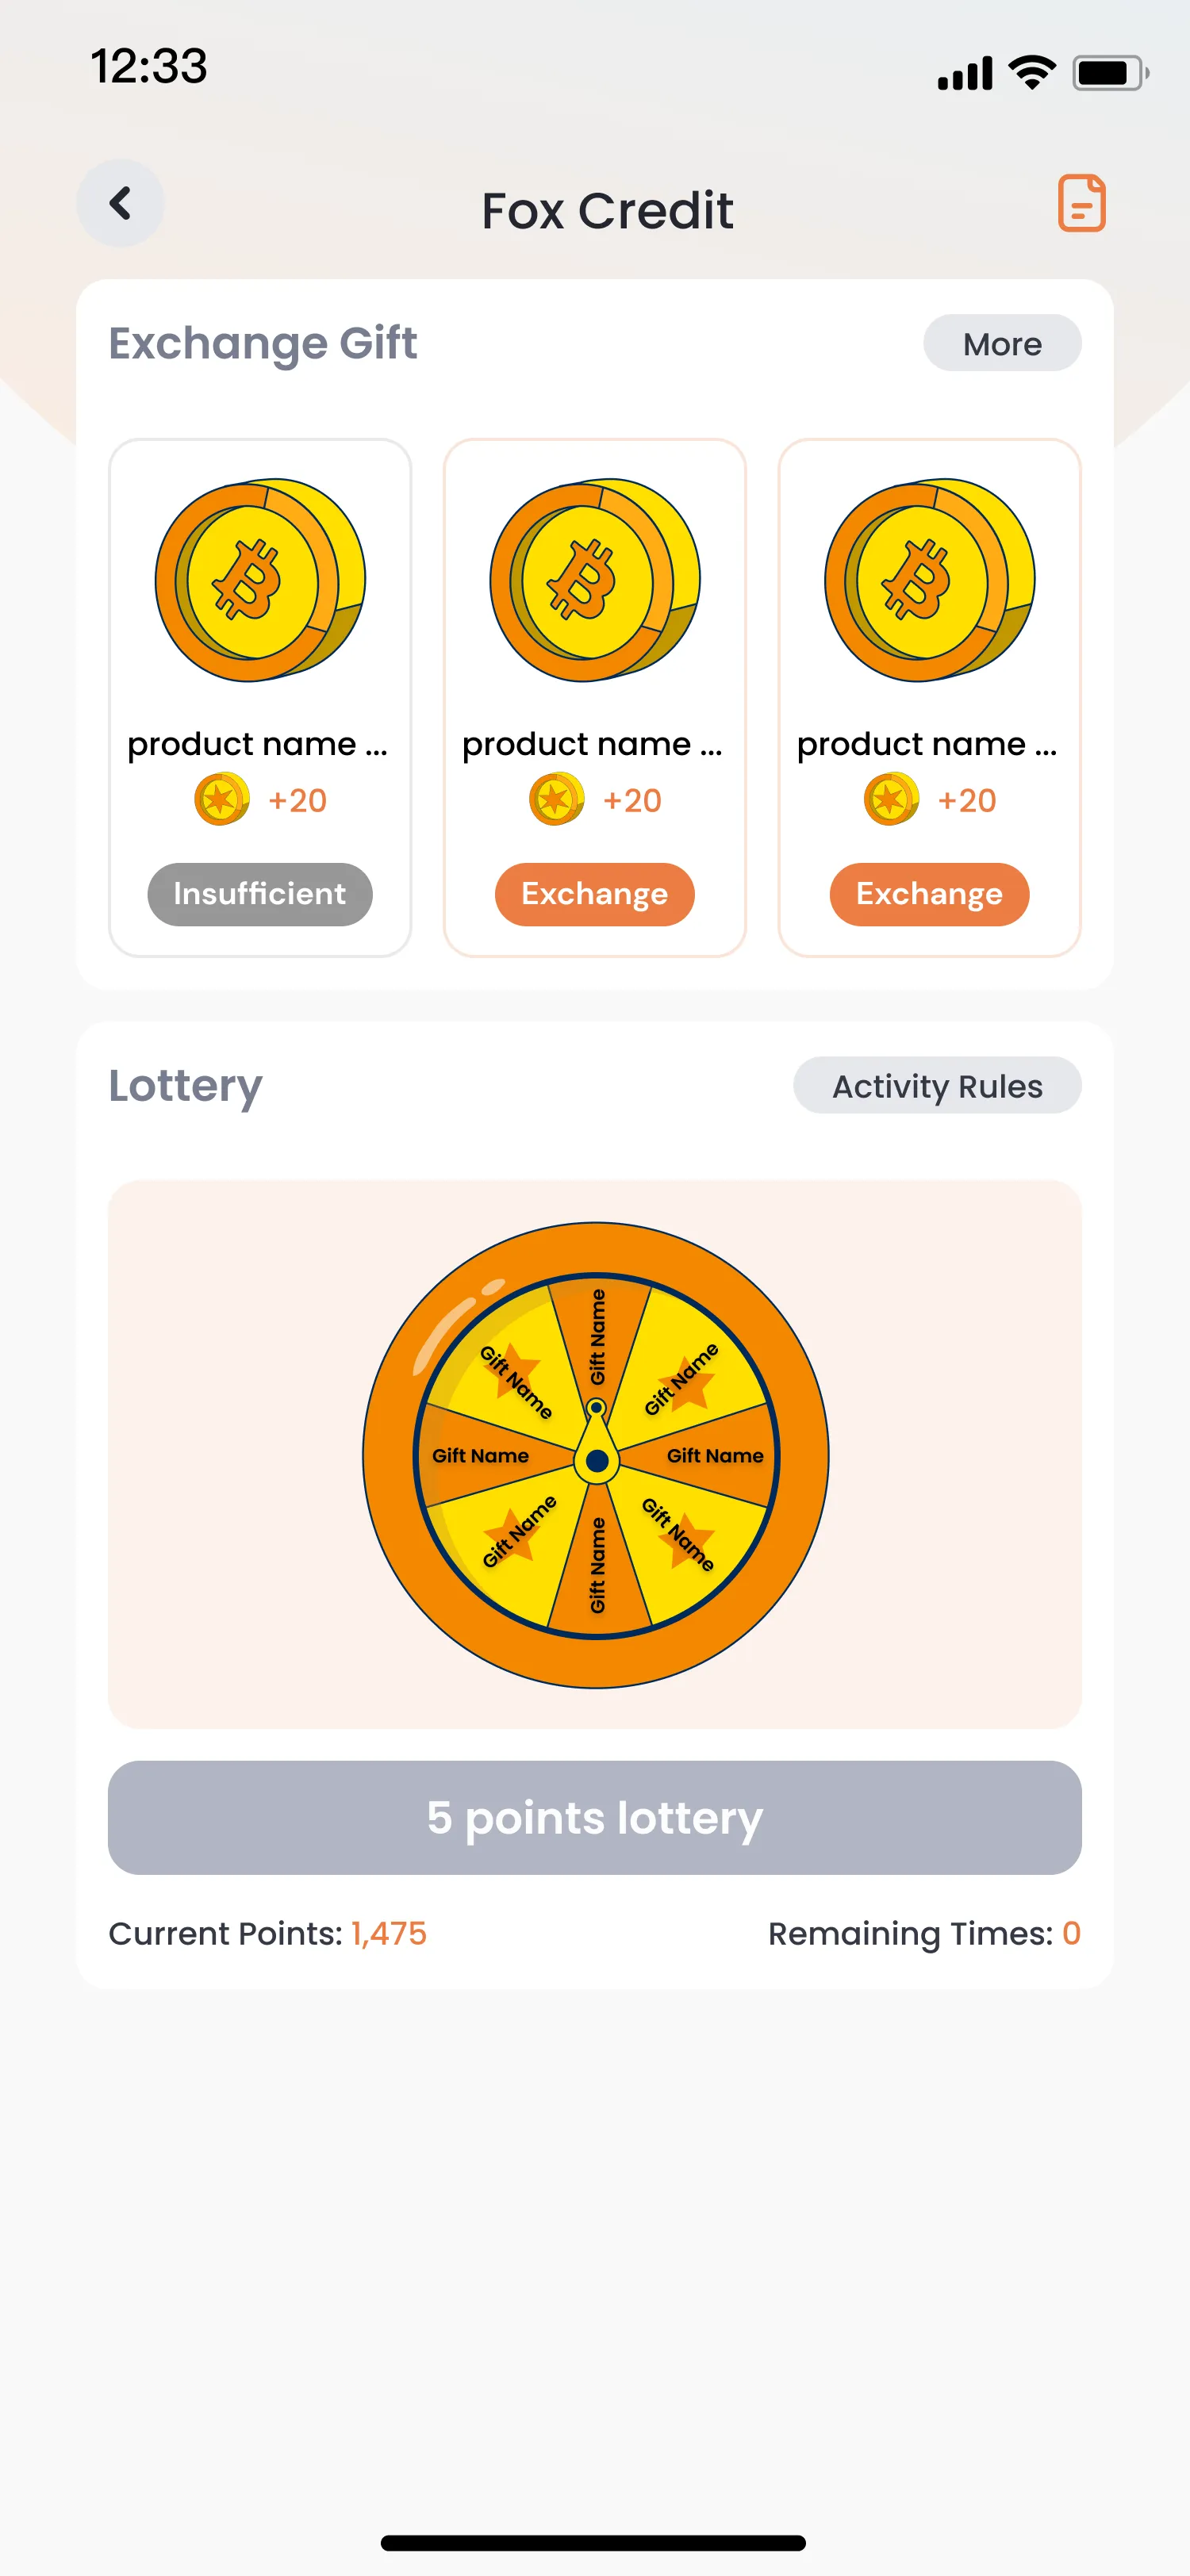 12:33
Fox Credit
Exchange Gift
More
product name ...
product name ...
product name ...
+20
+20
+20
Insufficient
Exchange
Exchange
Lottery
Activity Rules
Gift Name
Gift Name
Gift Name
Gift Name
Gift Name
Gift Name
Gift Name
Gift Name
5 points lottery
Current Points: 1,475
Remaining Times: 0